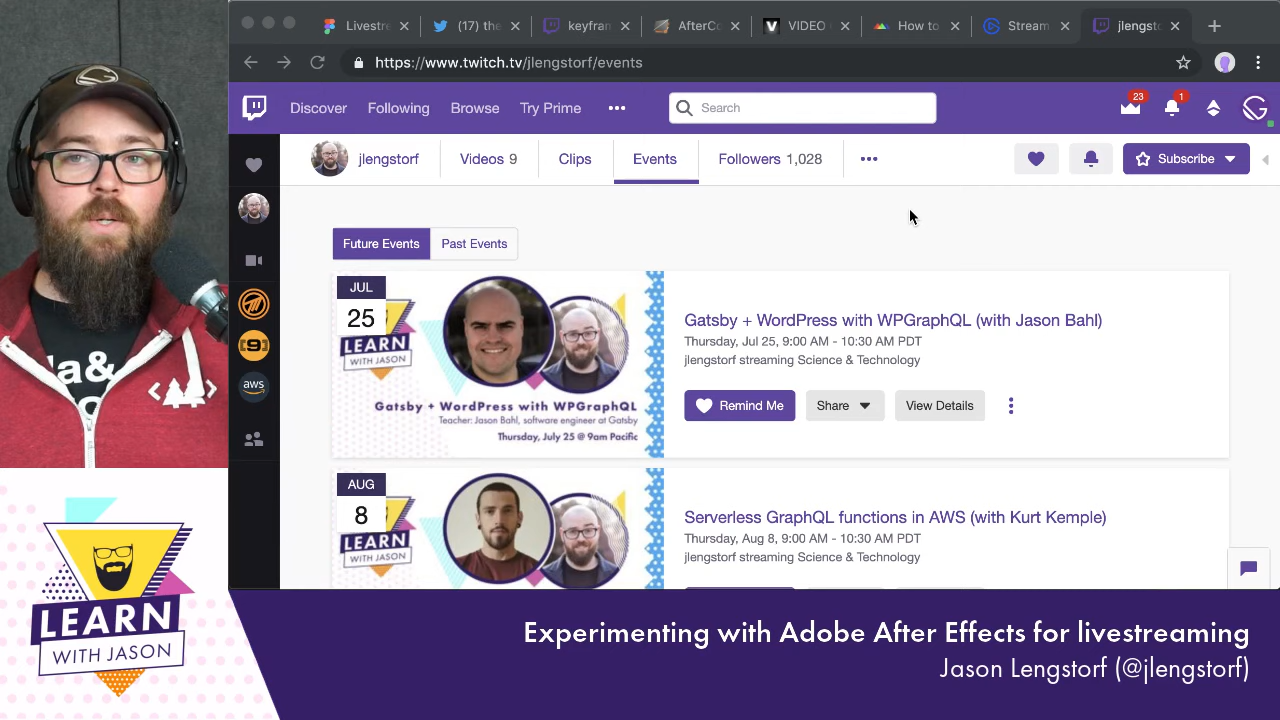 Livestre
(17) the
keyfran
AfterCo
VIDEO
How to
Stream
jlengsto
https://www.twitch.tv/jlengstorf/events
Discover
Following
Browse
Try Prime
Search
23
1
jlengstorf
Videos 9
Clips
Events
Followers 1,028
Subscribe
Future Events
Past Events
JUL
25
LEARN
WITH JASON
Gatsby + WordPress with WPGraphQL
Teacher: Jason Bahl, software engineer at Gatsby
Thursday, July 25 @ 9am Pacific
Gatsby + WordPress with WPGraphQL (with Jason Bahl)
Thursday, Jul 25, 9:00 AM - 10:30 AM PDT
jlengstorf streaming Science & Technology
Remind Me
Share
View Details
AUG
8
LEARN
WITH JASON
Serverless GraphQL functions in AWS (with Kurt Kemple)
Thursday, Aug 8, 9:00 AM - 10:30 AM PDT
jlengstorf streaming Science & Technology
aws
LEARN
WITH JASON
Experimenting with Adobe After Effects for livestreaming
Jason Lengstorf (@jlengstorf)